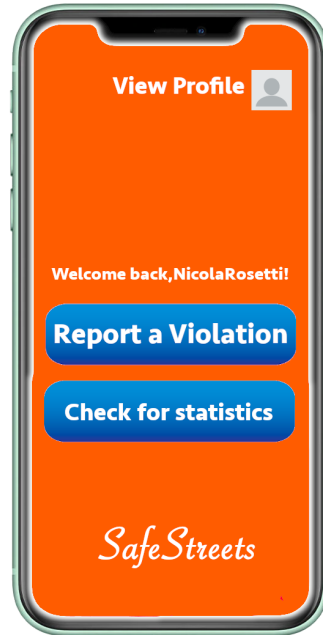 View Profile
Welcome back,NicolaRosetti!
Report a Violation
Check for statistics
SafeStreets